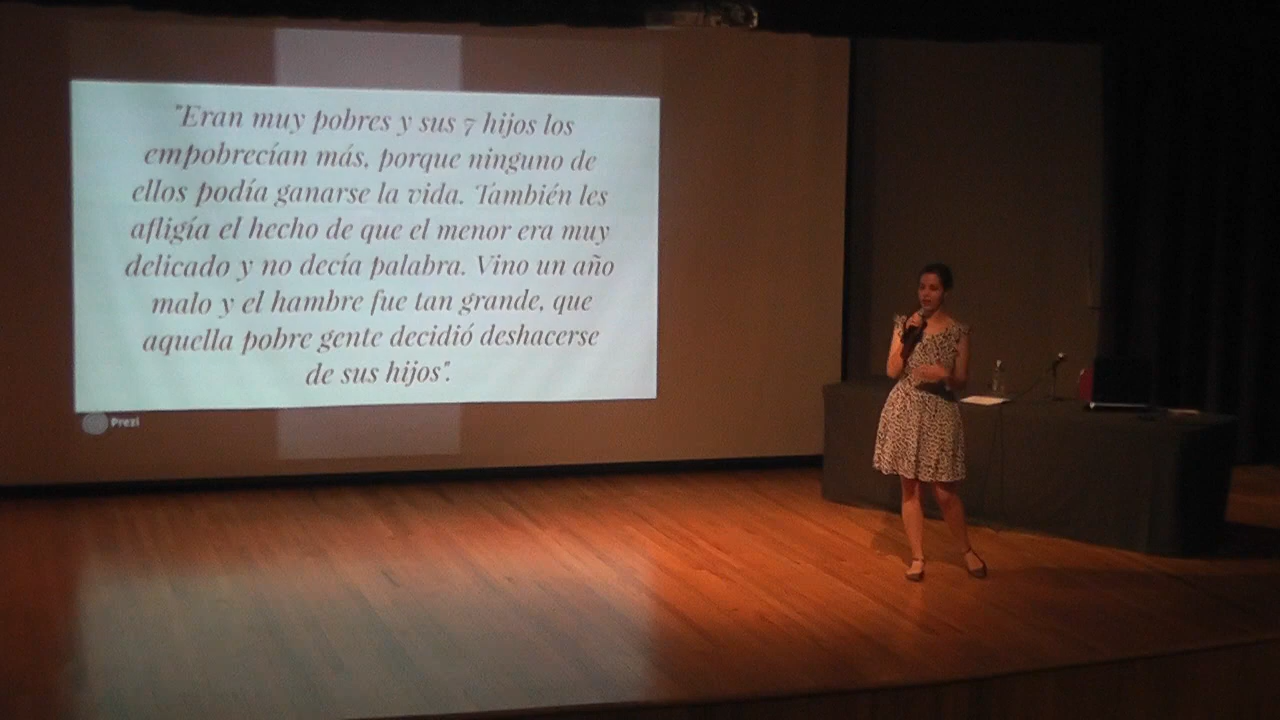 "Eran muy pobres y sus 7 hijos los
empobrecían más, porque ninguno de
ellos podía ganarse la vida. También les
afligía el hecho de que el menor era muy
delicado y no decía palabra. Vino un año
malo y el hambre fue tan grande, que
aquella pobre gente decidió deshacerse
de sus hijos".
Prezi